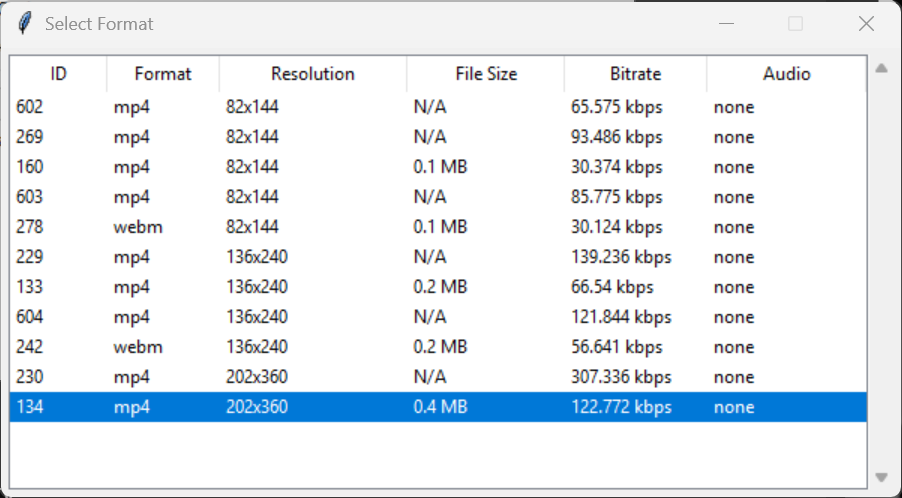 Select Format
ID Format Resolution File Size Bitrate Audio
602 mp4 82x144 N/A 65.575 kbps none
269 mp4 82x144 N/A 93.486 kbps none
160 mp4 82x144 0.1 MB 30.374 kbps none
603 mp4 82x144 N/A 85.775 kbps none
278 webm 82x144 0.1 MB 30.124 kbps none
229 mp4 136x240 N/A 139.236 kbps none
133 mp4 136x240 0.2 MB 66.54 kbps none
604 mp4 136x240 N/A 121.844 kbps none
242 webm 136x240 0.2 MB 56.641 kbps none
230 mp4 202x360 N/A 307.336 kbps none
134 mp4 202x360 0.4 MB 122.772 kbps none